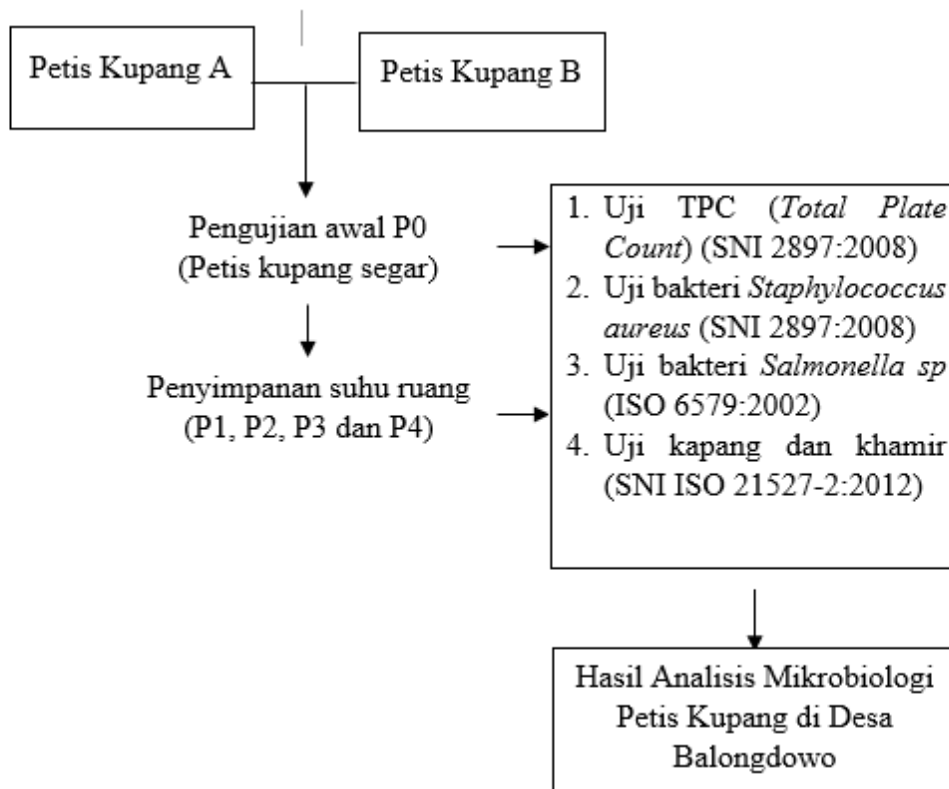 Petis Kupang A
Petis Kupang B
Pengujian awal P0
(Petis kupang segar)
Penyimpanan suhu ruang
(P1, P2, P3 dan P4)
1. Uji TPC (Total Plate
Count) (SNI 2897:2008)
2. Uji bakteri Staphylococcus
aureus (SNI 2897:2008)
3. Uji bakteri Salmonella sp
(ISO 6579:2002)
4. Uji kapang dan khamir
(SNI ISO 21527-2:2012)
Hasil Analisis Mikrobiologi
Petis Kupang di Desa
Balongdowo